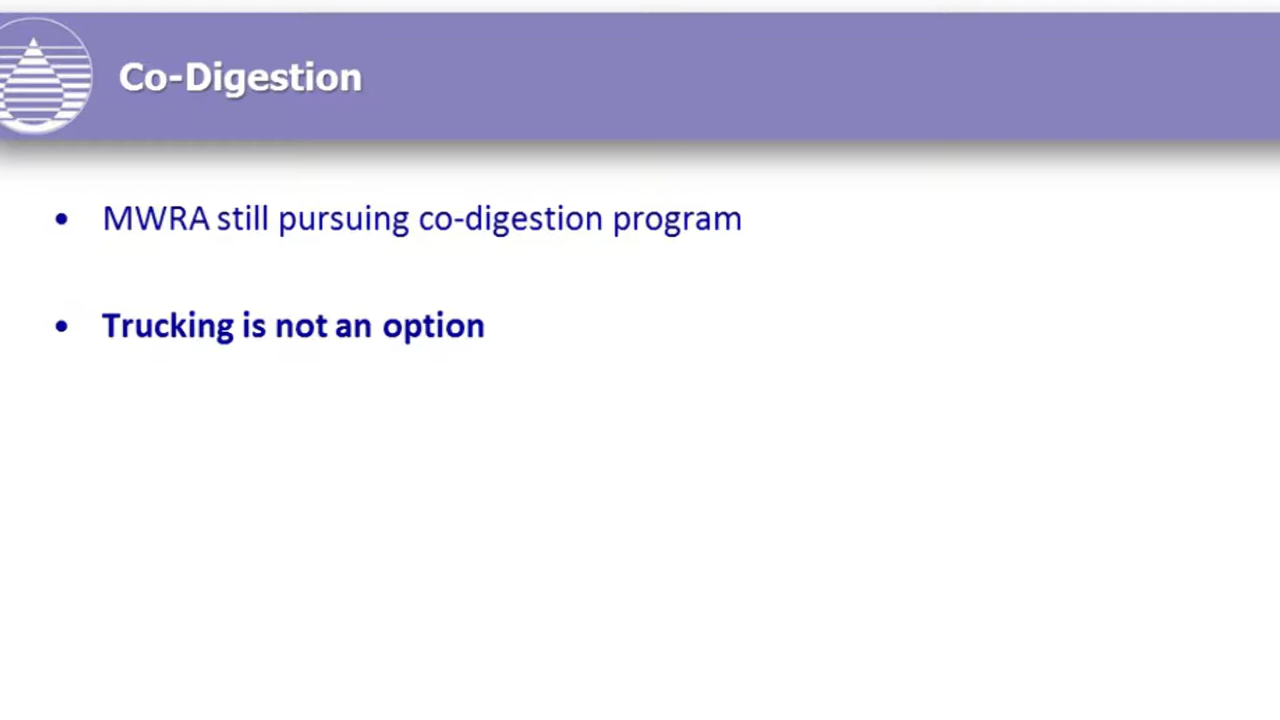 Co-Digestion
• MWRA still pursuing co-digestion program
• Trucking is not an option